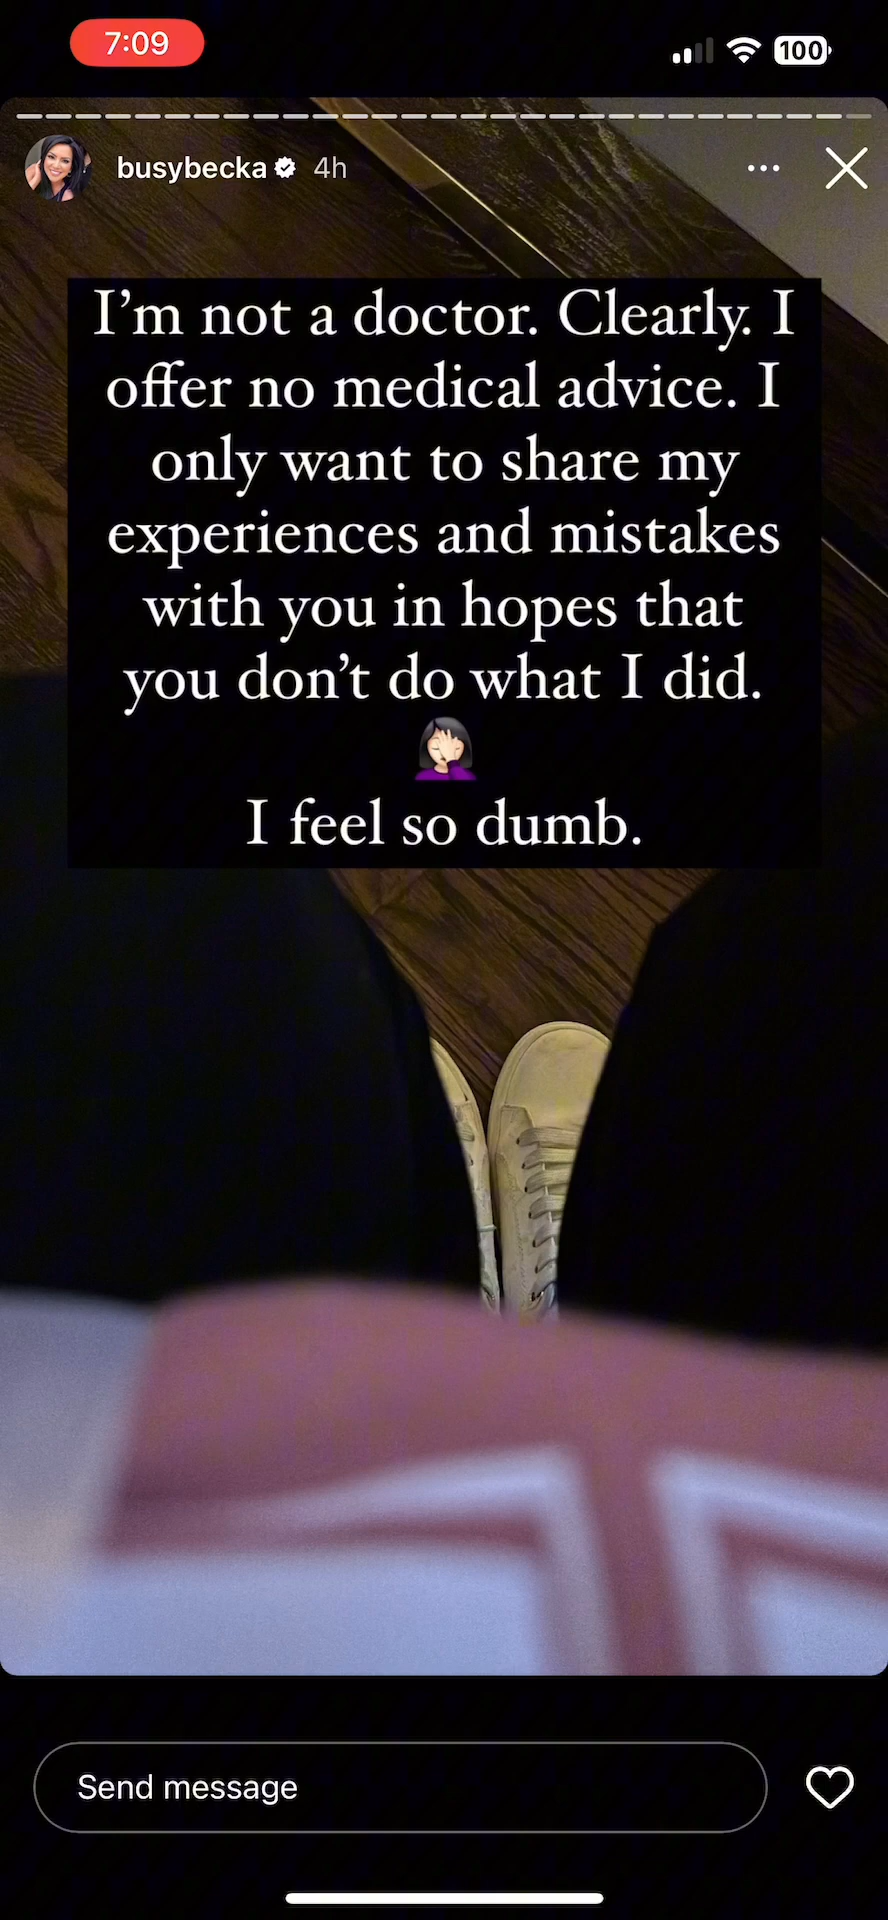 7:09
100
busybecka 4h
I'm not a doctor. Clearly. I
offer no medical advice. I
only want to share my
experiences and mistakes
with you in hopes that
you don't do what I did.
🤦🏻‍♀️
I feel so dumb.
Send message